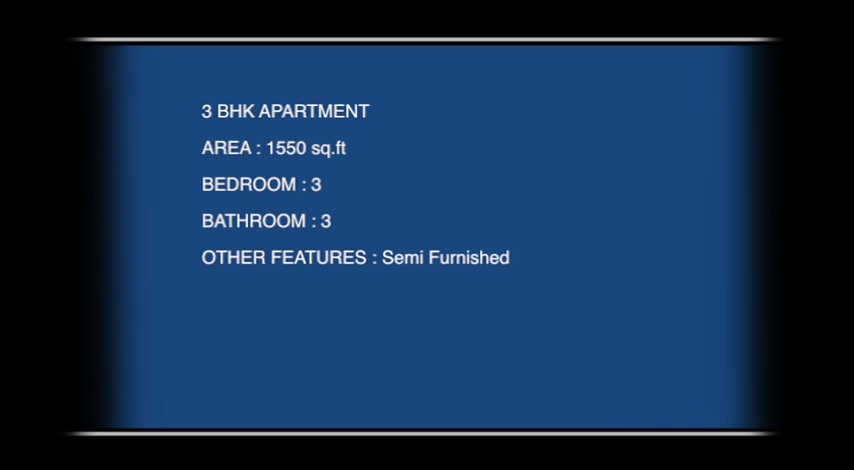 3 BHK APARTMENT
AREA : 1550 sq.ft
BEDROOM : 3
BATHROOM : 3
OTHER FEATURES : Semi Furnished